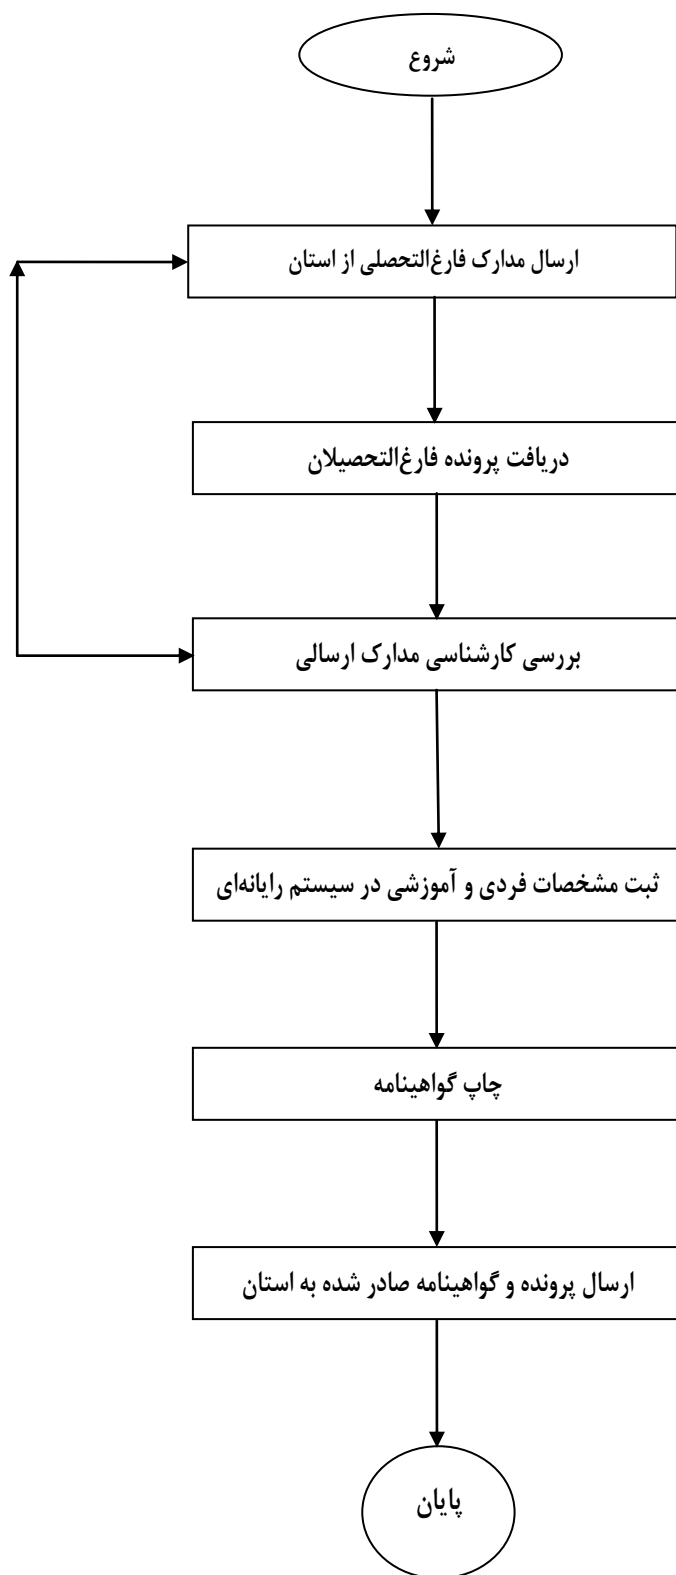 شروع
ارسال مدارک فارغ‌التحصلی از استان
دریافت پرونده فارغ‌التحصیلان
بررسی کارشناسی مدارک ارسالی
ثبت مشخصات فردی و آموزشی در سیستم رایانه‌ای
چاپ گواهینامه
ارسال پرونده و گواهینامه صادر شده به استان
پایان